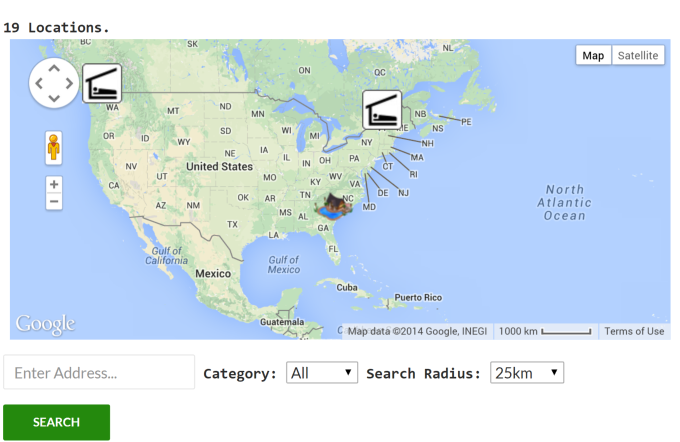 19 Locations.
BC
SK
NL
Map
Satellite
ON
QC
WA
MT
ND
MN
NB
PE
NS
OR
ID
WY
SD
WI
MI
NY
NH
MA
NV
UT
NE
United States
IA
IL
IN
OH
PA
CT
RI
CA
MO
KY
WV
VA
DE
NJ
AZ
NM
OK
AR
TN
NC
MD
TX
MS
AL
GA
LA
FL
North
Atlantic
Ocean
Gulf of
California
Mexico
Gulf of
Mexico
Cuba
Puerto Rico
Guatemala
Google
Map data ©2014 Google, INEGI
1000 km
Terms of Use
Enter Address...
Category:
All
Search Radius:
25km
SEARCH